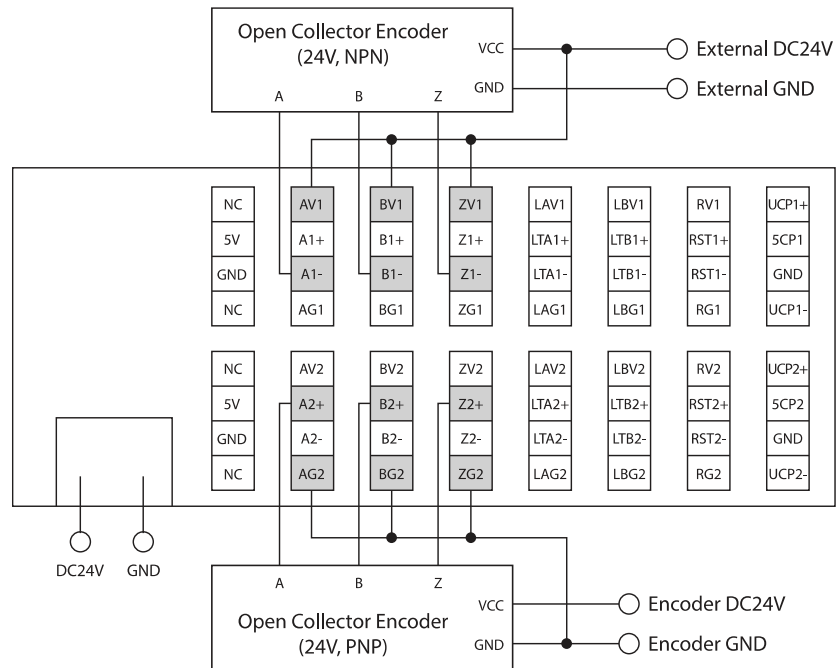 Open Collector Encoder
(24V, NPN)
VCC
External DC24V
GND
External GND
A B Z
NC AV1 BV1 ZV1 LAV1 LBV1 RV1 UCP1+
5V A1+ B1+ Z1+ LTA1+ LTB1+ RST1+ 5CP1
GND A1- B1- Z1- LTA1- LTB1- RST1- GND
NC AG1 BG1 ZG1 LAG1 LBG1 RG1 UCP1-
NC AV2 BV2 ZV2 LAV2 LBV2 RV2 UCP2+
5V A2+ B2+ Z2+ LTA2+ LTB2+ RST2+ 5CP2
GND A2- B2- Z2- LTA2- LTB2- RST2- GND
NC AG2 BG2 ZG2 LAG2 LBG2 RG2 UCP2-
DC24V GND
A B Z
VCC
Encoder DC24V
Open Collector Encoder
(24V, PNP)
GND
Encoder GND